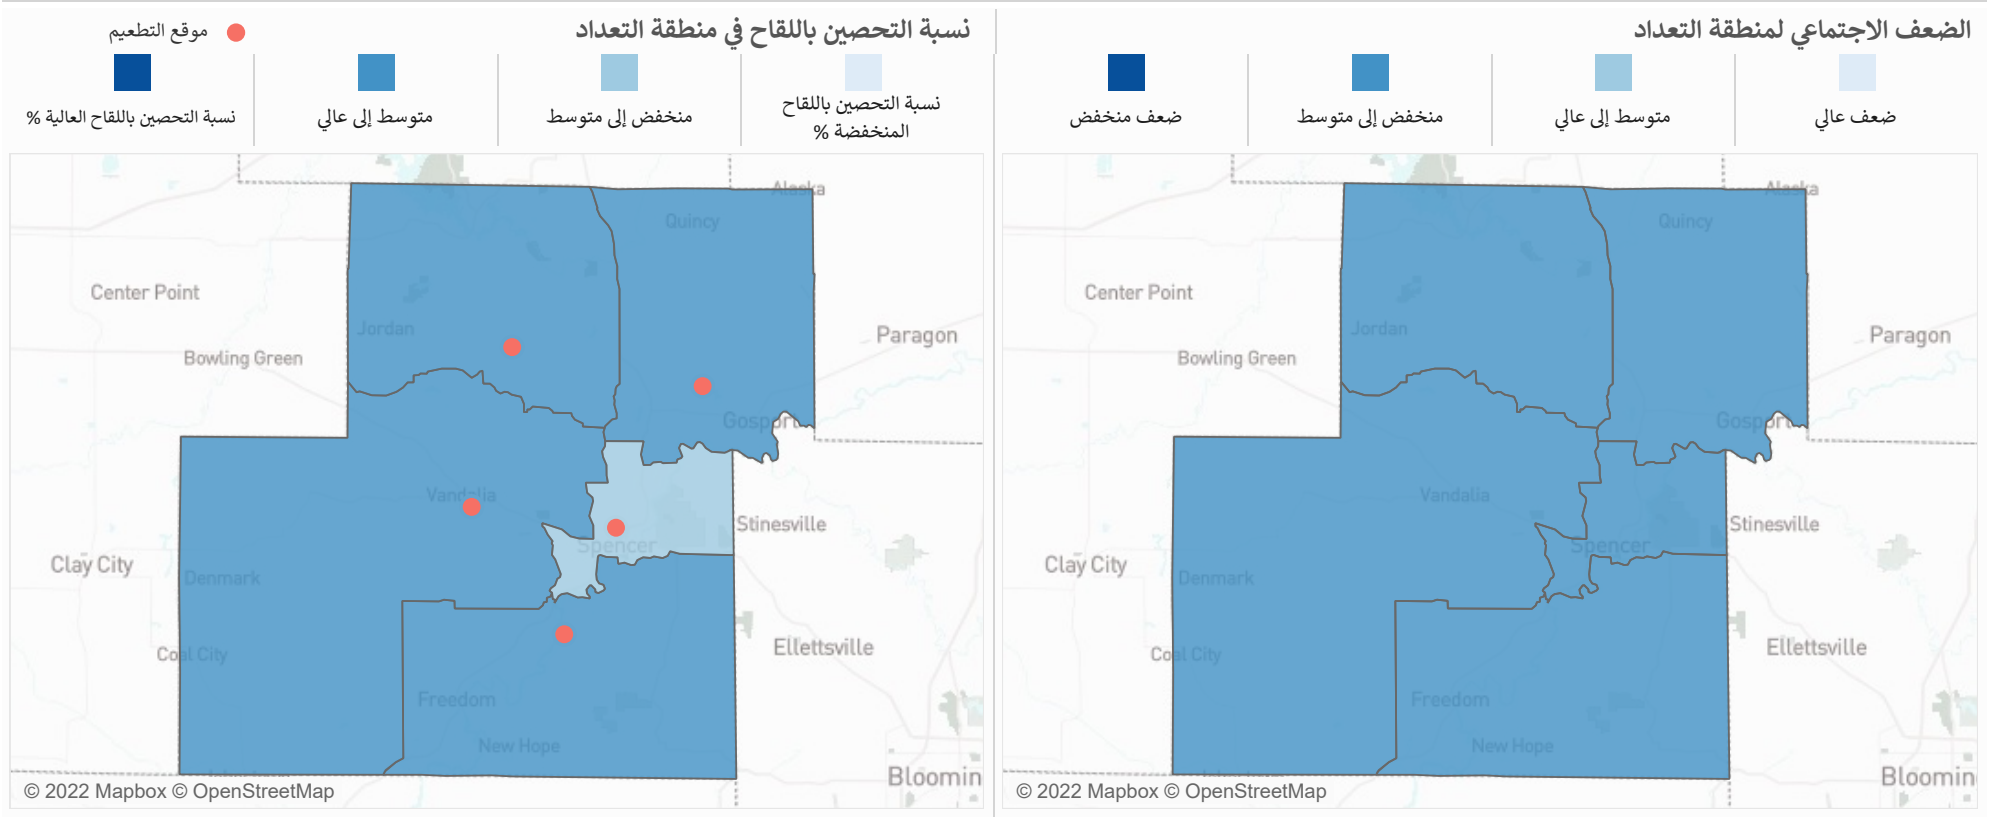 الضعف الاجتماعي لمنطقة التعداد
ضعف عالي
متوسط إلى عالي
منخفض إلى متوسط
ضعف منخفض
Alaska
Quincy
Center Point
Jordan
Paragon
Bowling Green
Gosport
Vandalia
Stinesville
Spencer
Clay City
Denmark
Ellettsville
Coal City
Freedom
New Hope
Bloomin
© 2022 Mapbox © OpenStreetMap
نسبة التحصين باللقاح في منطقة التعداد
موقع التطعيم
نسبة التحصين باللقاح
المنخفضة %
منخفض إلى متوسط
متوسط إلى عالي
نسبة التحصين باللقاح العالية %
Alaska
Quincy
Center Point
Jordan
Paragon
Bowling Green
Gosport
Vandalia
Stinesville
Spencer
Clay City
Denmark
Ellettsville
Coal City
Freedom
New Hope
Bloomin
© 2022 Mapbox © OpenStreetMap